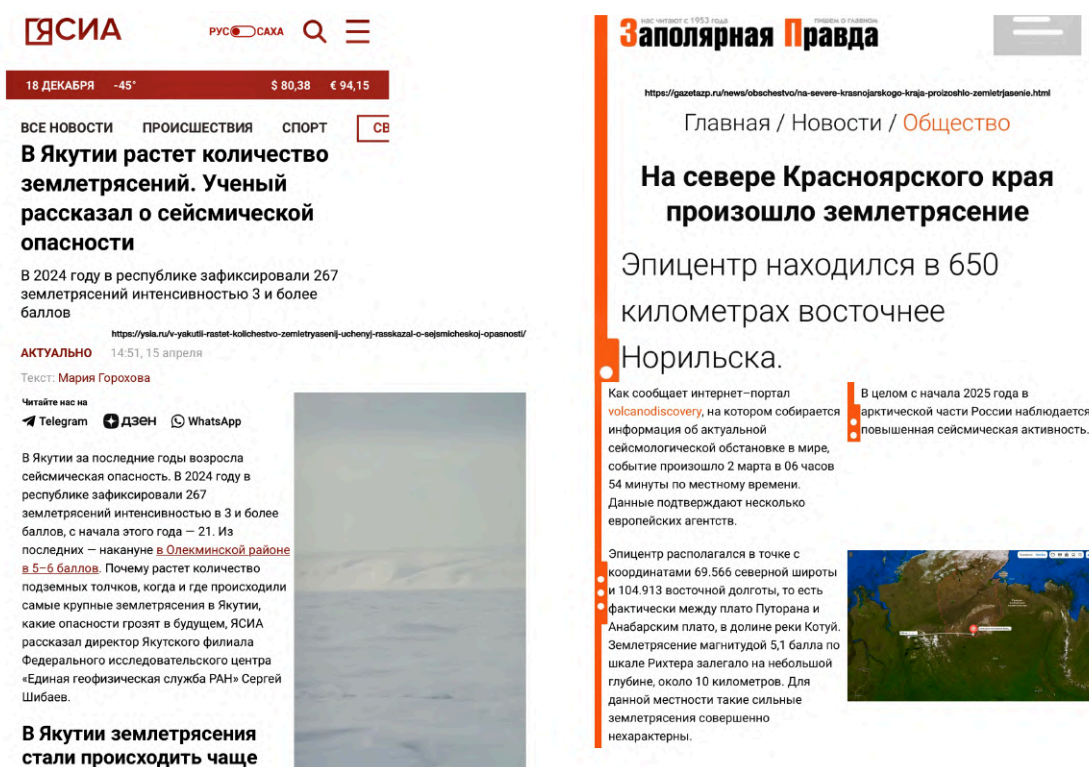 ЯСИА
РУС САХА
18 ДЕКАБРЯ -45° $ 80,38 € 94,15
ВСЕ НОВОСТИ ПРОИСШЕСТВИЯ СПОРТ СВ
В Якутии растет количество
землетрясений. Ученый
рассказал о сейсмической
опасности
В 2024 году в республике зафиксировали 267
землетрясений интенсивностью 3 и более
баллов
https://ysia.ru/v-yakutii-rastet-kolichestvo-zemletryasenij-uchenyj-rasskazal-o-sejsmicheskoj-opasnosti/
АКТУАЛЬНО 14:51, 15 апреля
Текст: Мария Горохова
Читайте нас на
Telegram ДЗЕН WhatsApp
В Якутии за последние годы возросла
сейсмическая опасность. В 2024 году в
республике зафиксировали 267
землетрясений интенсивностью в 3 и более
баллов, с начала этого года — 21. Из
последних — накануне в Олекминской районе
в 5–6 баллов. Почему растет количество
подземных толчков, когда и где происходили
самые крупные землетрясения в Якутии,
какие опасности грозят в будущем, ЯСИА
рассказал директор Якутского филиала
Федерального исследовательского центра
«Единая геофизическая служба РАН» Сергей
Шибаев.
В Якутии землетрясения
стали происходить чаще
нас читают с 1953 года пишем о главном
Заполярная Правда
https://gazetazp.ru/news/obschestvo/na-severe-krasnojarskogo-kraja-proizoshlo-zemletrjasenie.html
Главная / Новости / Общество
На севере Красноярского края
произошло землетрясение
Эпицентр находился в 650
километрах восточнее
Норильска.
Как сообщает интернет–портал
volcanodiscovery, на котором собирается
информация об актуальной
сейсмологической обстановке в мире,
событие произошло 2 марта в 06 часов
54 минуты по местному времени.
Данные подтверждают несколько
европейских агентств.
Эпицентр располагался в точке с
координатами 69.566 северной широты
и 104.913 восточной долготы, то есть
фактически между плато Путорана и
Анабарским плато, в долине реки Котуй.
Землетрясение магнитудой 5,1 балла по
шкале Рихтера залегало на небольшой
глубине, около 10 километров. Для
данной местности такие сильные
землетрясения совершенно
нехарактерны.
В целом с начала 2025 года в
арктической части России наблюдается
повышенная сейсмическая активность.